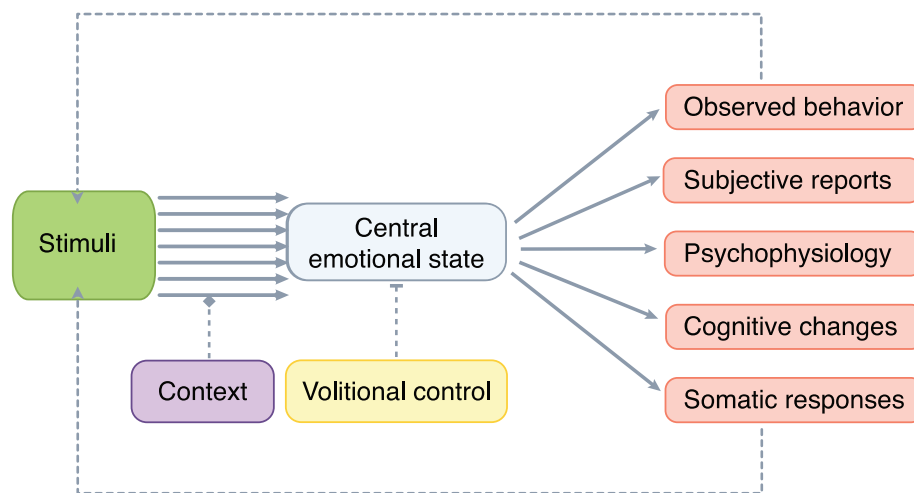 Observed behavior
Subjective reports
Stimuli
Central
emotional state
Psychophysiology
Cognitive changes
Context
Volitional control
Somatic responses